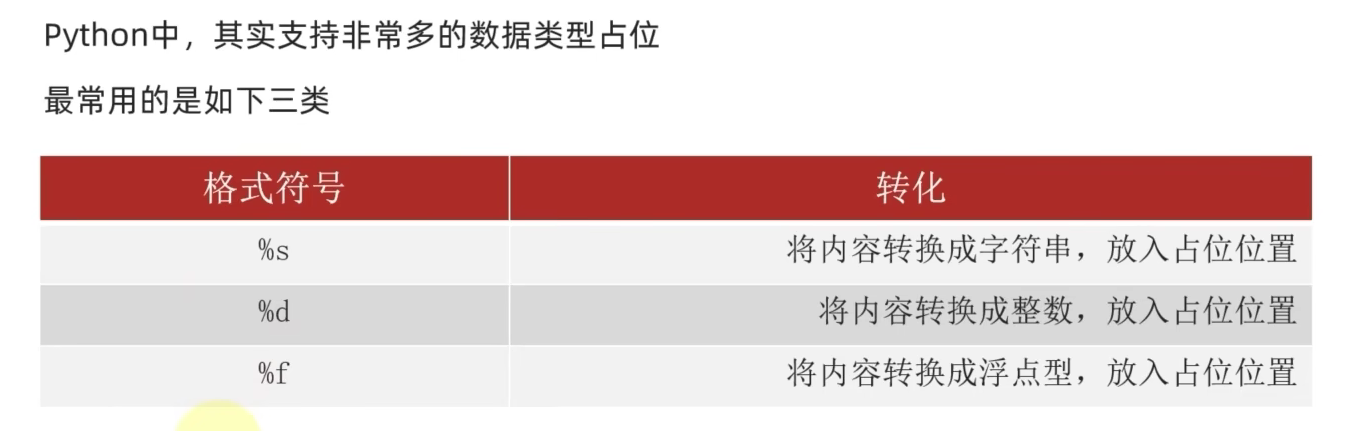 Python中，其实支持非常多的数据类型占位
最常用的是如下三类
格式符号 转化
%s 将内容转换成字符串，放入占位位置
%d 将内容转换成整数，放入占位位置
%f 将内容转换成浮点型，放入占位位置